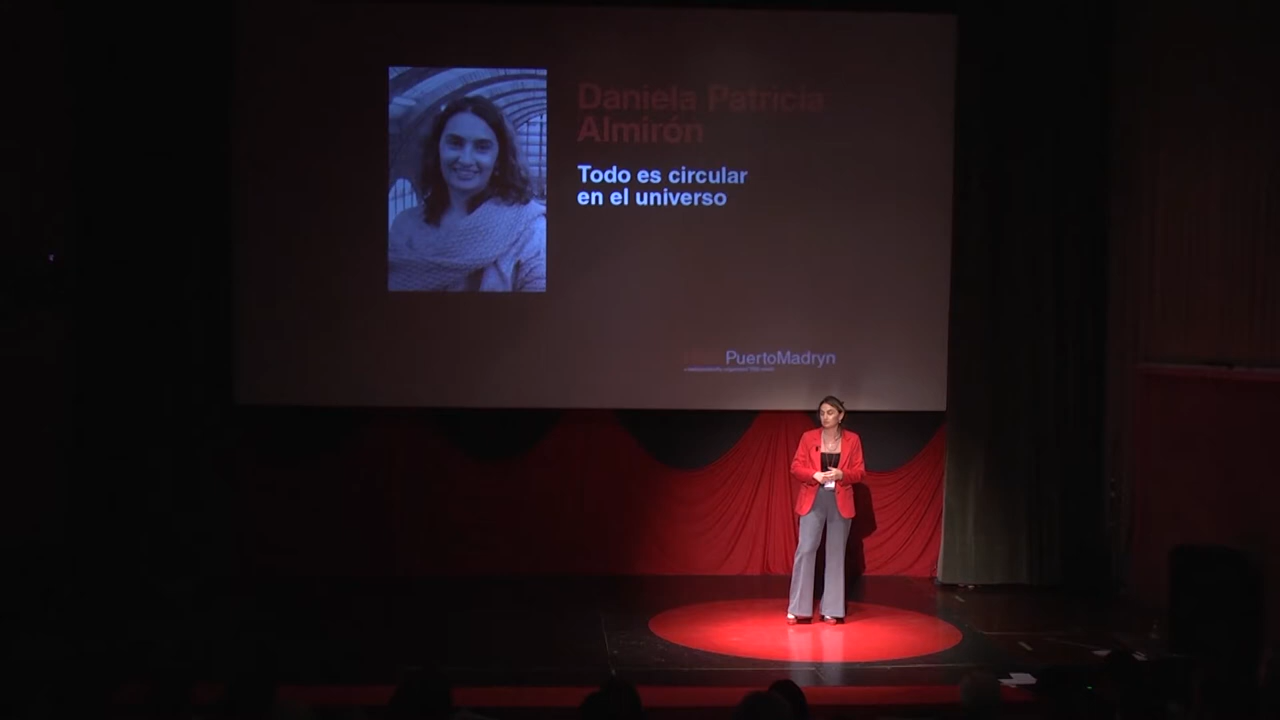 Daniela Patricia
Almirón
Todo es circular
en el universo
PuertoMadryn